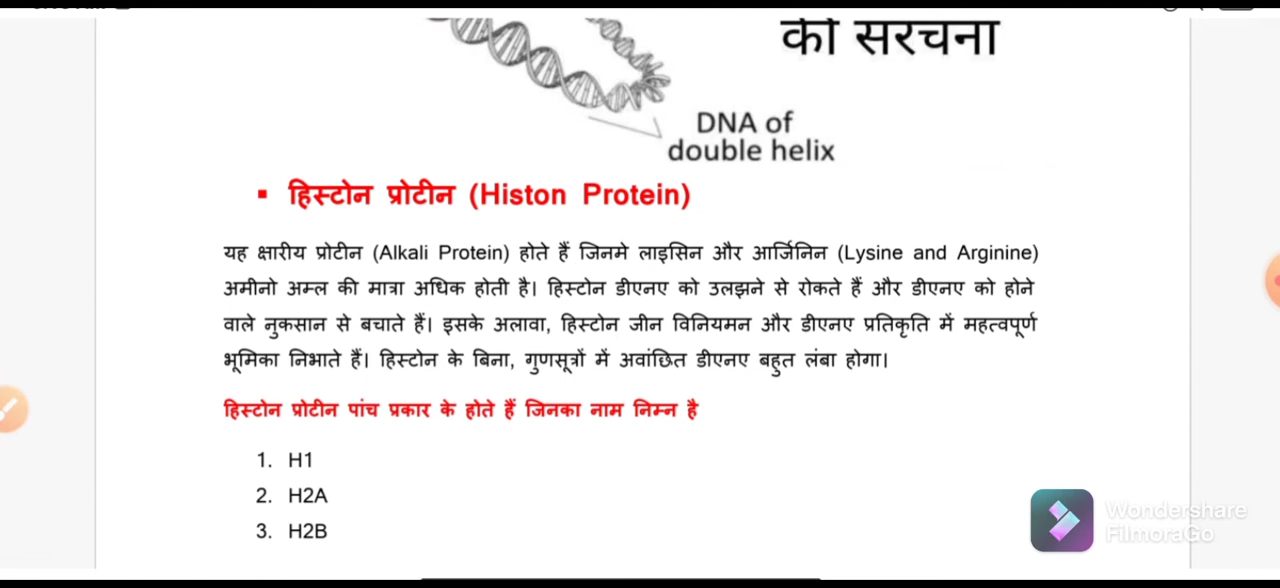 की सरचना
DNA of
double helix
▪ हिस्टोन प्रोटीन (Histon Protein)
यह क्षारीय प्रोटीन (Alkali Protein) होते हैं जिनमे लाइसिन और आर्जिनिन (Lysine and Arginine)
अमीनो अम्ल की मात्रा अधिक होती है। हिस्टोन डीएनए को उलझने से रोकते हैं और डीएनए को होने
वाले नुकसान से बचाते हैं। इसके अलावा, हिस्टोन जीन विनियमन और डीएनए प्रतिकृति में महत्वपूर्ण
भूमिका निभाते हैं। हिस्टोन के बिना, गुणसूत्रों में अवांछित डीएनए बहुत लंबा होगा।
हिस्टोन प्रोटीन पांच प्रकार के होते हैं जिनका नाम निम्न है
1. H1
2. H2A
3. H2B
Wondershare
FilmoraGo